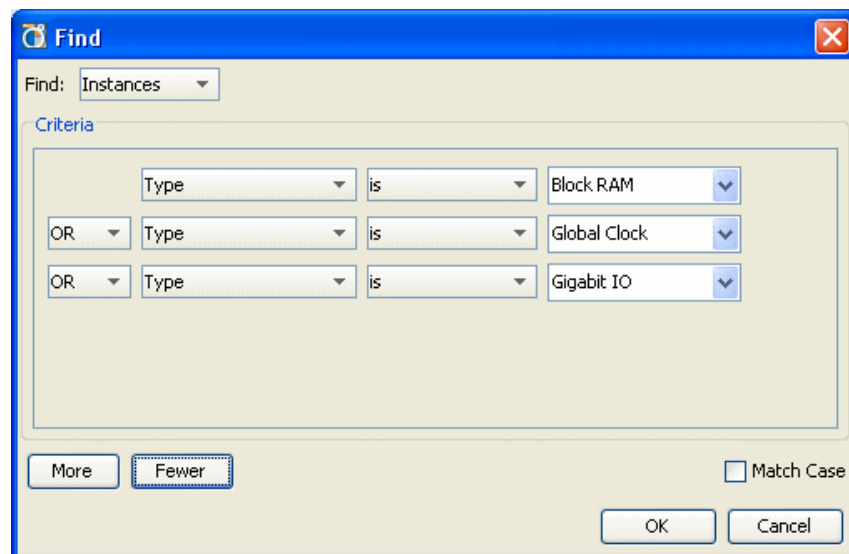 Find
Find: Instances
Criteria
Type is Block RAM
OR Type is Global Clock
OR Type is Gigabit IO
More Fewer Match Case
OK Cancel